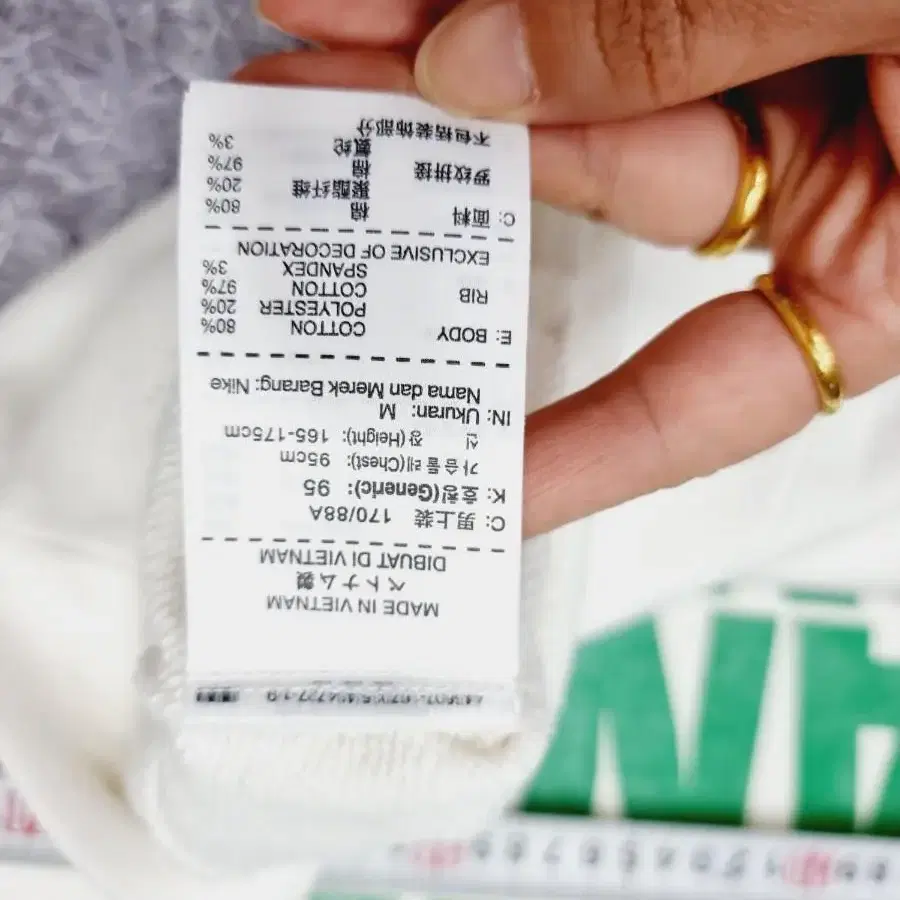 MADE IN VIETNAM
ベトナム製
DIBUAT DI VIETNAM
C: 男上装 170/88A
K: 호칭(Generic): 95
가슴둘레(Chest): 95cm
신 장(Height): 165-175cm
IN: Ukuran: M
Nama dan Merek Barang: Nike
E: BODY COTTON 80%
POLYESTER 20%
RIB COTTON 97%
SPANDEX 3%
EXCLUSIVE OF DECORATION
C: 面料 棉 80%
聚酯纤维 20%
罗纹拼接 棉 97%
氨纶 3%
不包括装饰部分